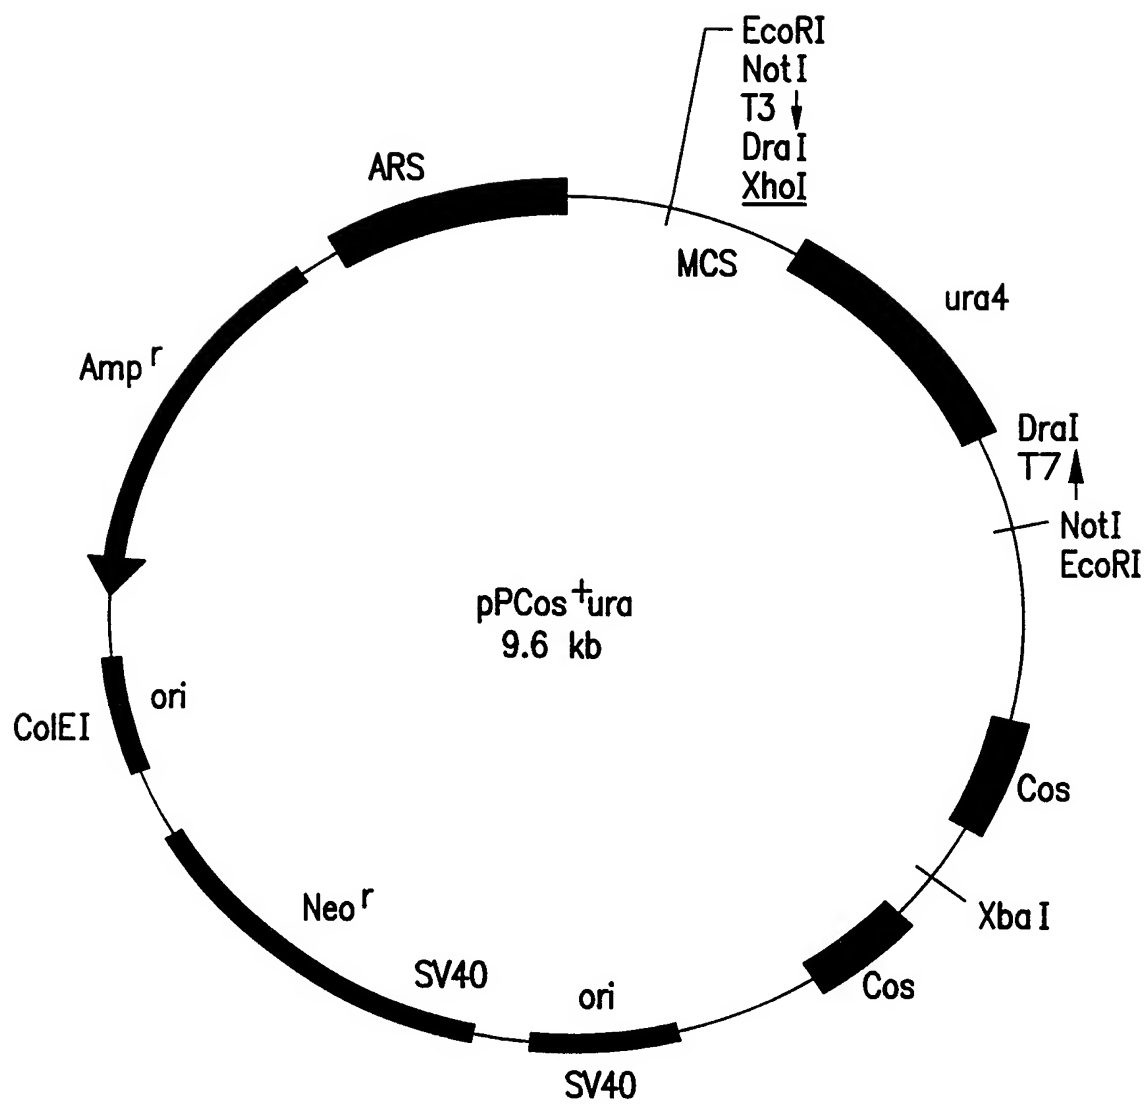 EcoRI
NotI
T3 ↓
DraI
XhoI
ARS
MCS
ura4
Amp r
DraI
T7
NotI
EcoRI
pPCos+ura
9.6 kb
ori
ColEI
Cos
XbaI
Neo r
SV40
ori
Cos
SV40